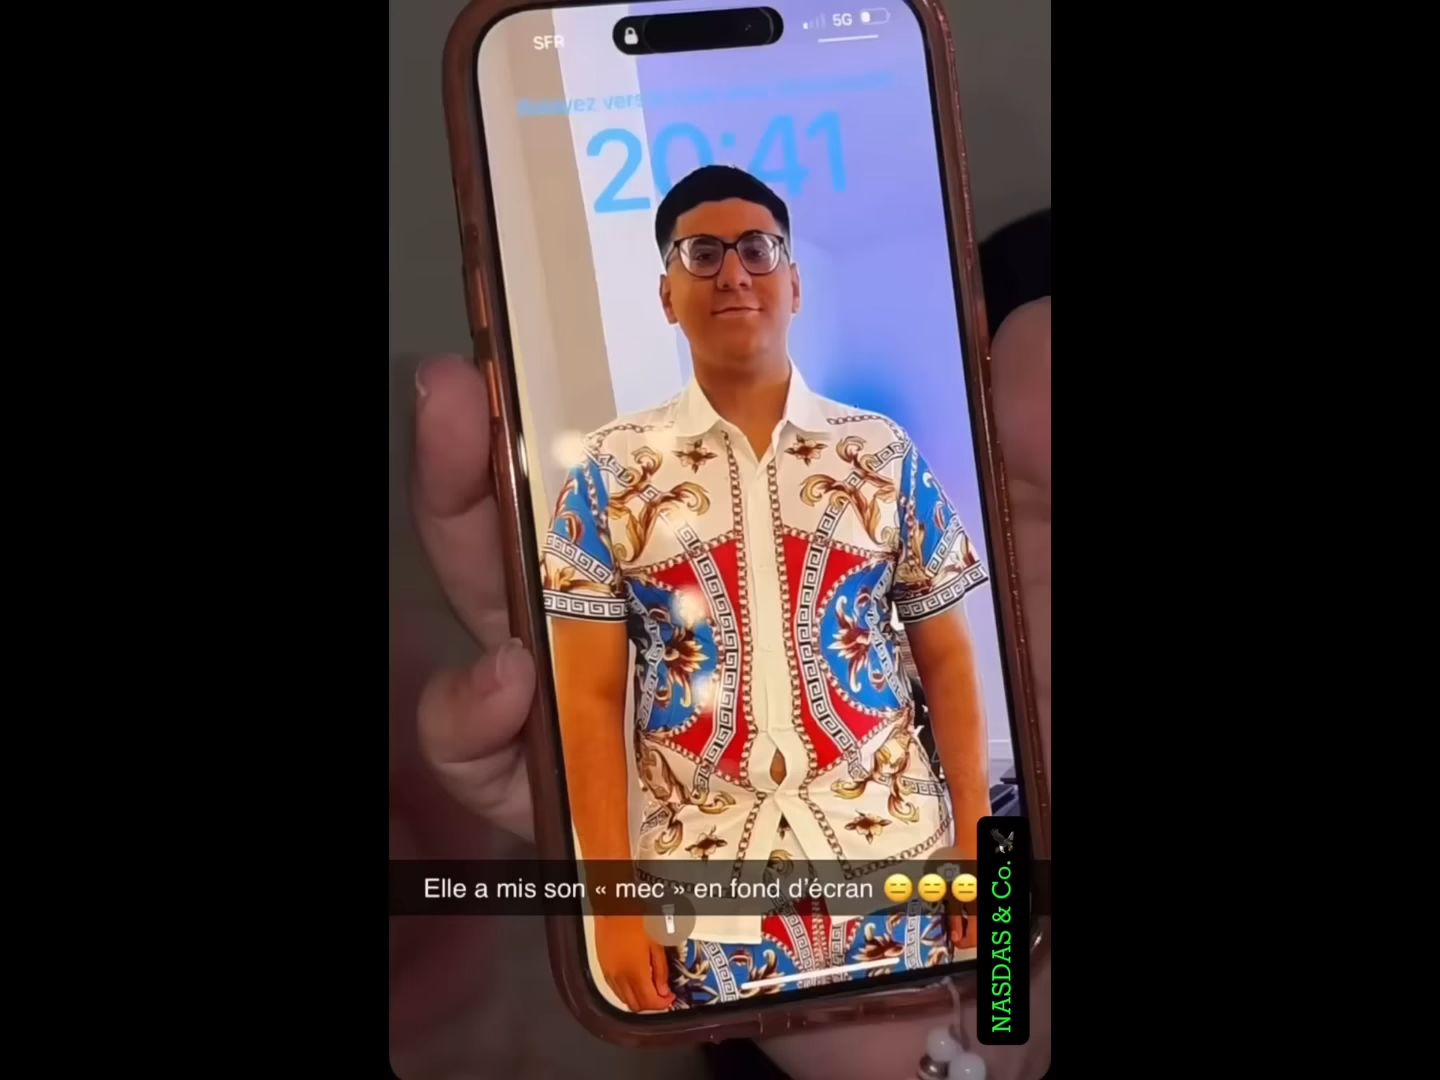 SFR
5G
20:41
Elle a mis son « mec » en fond d'écran 😑😑😑
NASDAS & Co.